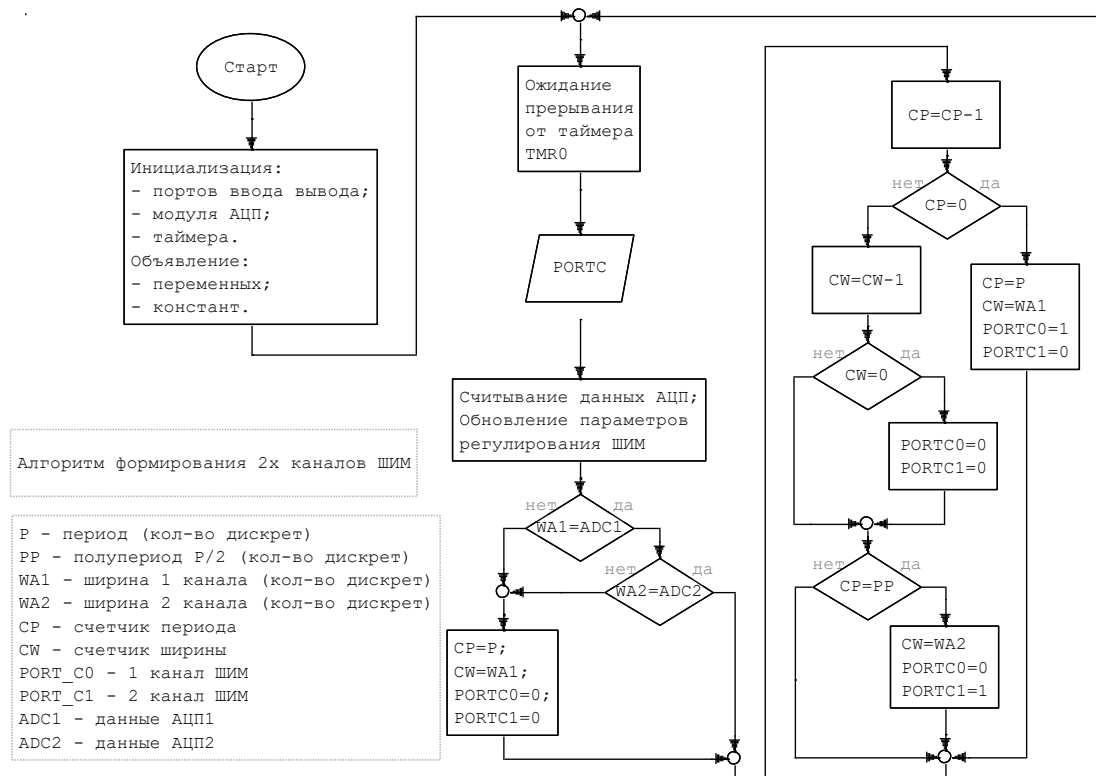 Старт
Инициализация:
- портов ввода вывода;
- модуля АЦП;
- таймера.
Объявление:
- переменных;
- констант.
Ожидание
прерывания
от таймера
TMR0
PORTC
Считывание данных АЦП;
Обновление параметров
регулирования ШИМ
нет
да
WA1=ADC1
нет
да
WA2=ADC2
CP=P;
CW=WA1;
PORTC0=0;
PORTC1=0
CP=CP-1
нет
да
CP=0
CW=CW-1
CP=P
CW=WA1
PORTC0=1
PORTC1=0
нет
да
CW=0
PORTC0=0
PORTC1=0
нет
да
CP=PP
CW=WA2
PORTC0=0
PORTC1=1
Алгоритм формирования 2х каналов ШИМ
P - период (кол-во дискрет)
PP - полупериод P/2 (кол-во дискрет)
WA1 - ширина 1 канала (кол-во дискрет)
WA2 - ширина 2 канала (кол-во дискрет)
CP - счетчик периода
CW - счетчик ширины
PORT_C0 - 1 канал ШИМ
PORT_C1 - 2 канал ШИМ
ADC1 - данные АЦП1
ADC2 - данные АЦП2